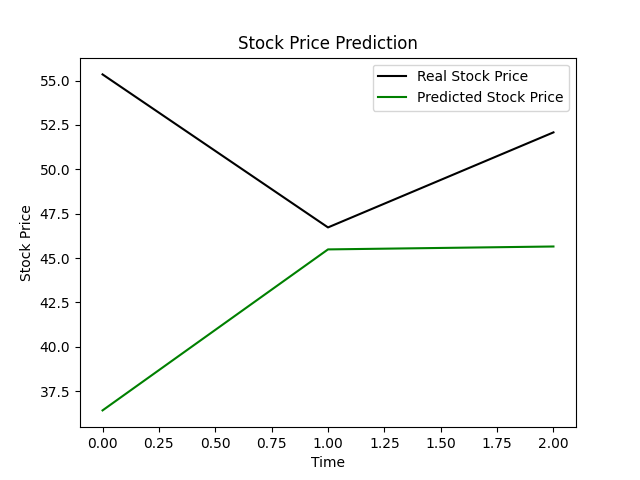 Stock Price Prediction
Real Stock Price
Predicted Stock Price
Stock Price
55.0
52.5
50.0
47.5
45.0
42.5
40.0
37.5
0.00 0.25 0.50 0.75 1.00 1.25 1.50 1.75 2.00
Time